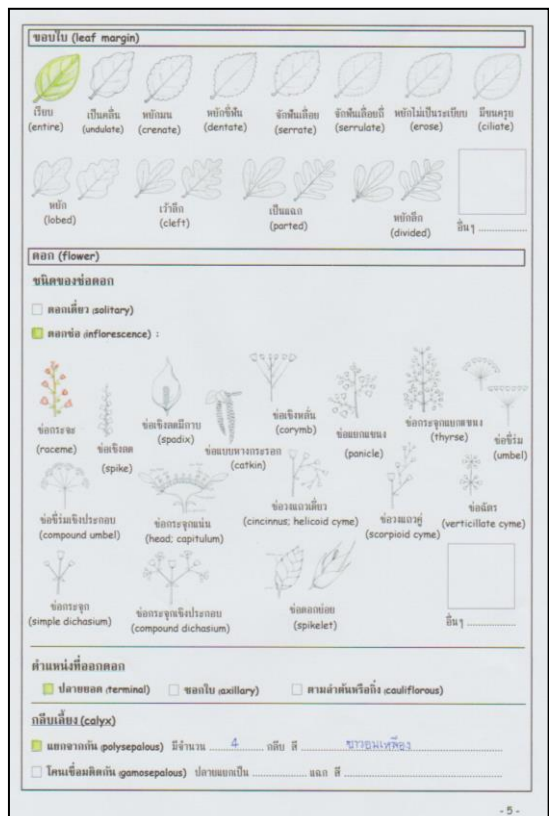 ขอบใบ (leaf margin)
เรียบ เป็นคลื่น หยักมน หยักซี่ฟัน จักฟันเลื่อย จักฟันเลื่อยถี่ หยักไม่เป็นระเบียบ มีขนครุย
(entire) (undulate) (crenate) (dentate) (serrate) (serrulate) (erose) (ciliate)
หยัก เว้าลึก เป็นแฉก หยักลึก
(lobed) (cleft) (parted) (divided) อื่นๆ ..............
ดอก (flower)
ชนิดของช่อดอก
ดอกเดี่ยว (solitary)
ดอกช่อ (inflorescence) :
ช่อกระจะ ช่อเชิงลด ช่อเชิงลดมีกาบ ช่อแบบหางกระรอก ช่อเชิงหลั่น ช่อแยกแขนง ช่อกระจุกแยกแขนง ช่อซี่ร่ม
(raceme) (spike) (spadix) (catkin) (corymb) (panicle) (thyrse) (umbel)
ช่อซี่ร่มเชิงประกอบ ช่อกระจุกแน่น ช่อวงแถวเดี่ยว ช่อวงแถวคู่ ช่อฉัตร
(compound umbel) (head; capitulum) (cincinnus; helicoid cyme) (scorpioid cyme) (verticillate cyme)
ช่อกระจุก ช่อกระจุกเชิงประกอบ ช่อดอกย่อย
(simple dichasium) (compound dichasium) (spikelet) อื่นๆ ..............
ตำแหน่งที่ออกดอก
ปลายยอด (terminal) ซอกใบ (axillary) ตามลำต้นหรือกิ่ง (cauliflorous)
กลีบเลี้ยง (calyx)
แยกจากกัน (polysepalous) มีจำนวน 4 กลีบ สี ขาวอมเหลือง
โคนเชื่อมติดกัน (gamosepalous) ปลายแยกเป็น .............. แฉก สี ..............
- 5 -